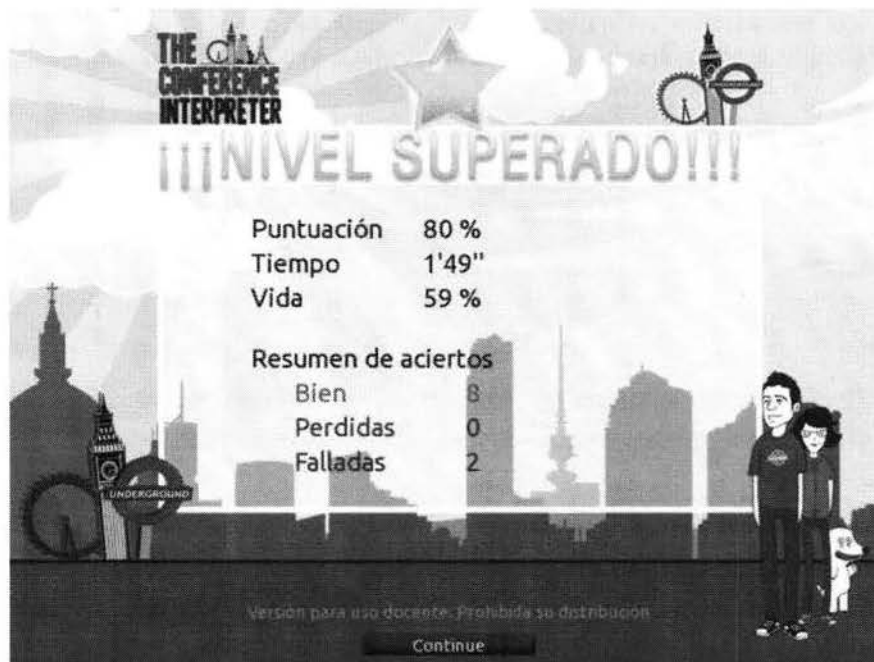 THE
CONFERENCE
INTERPRETER
¡¡¡NIVEL SUPERADO!!!
Puntuación 80 %
Tiempo 1'49"
Vida 59 %
Resumen de aciertos
Bien 8
Perdidas 0
Falladas 2
UNDERGROUND
Versión para uso docente. Prohibida su distribución
Continue